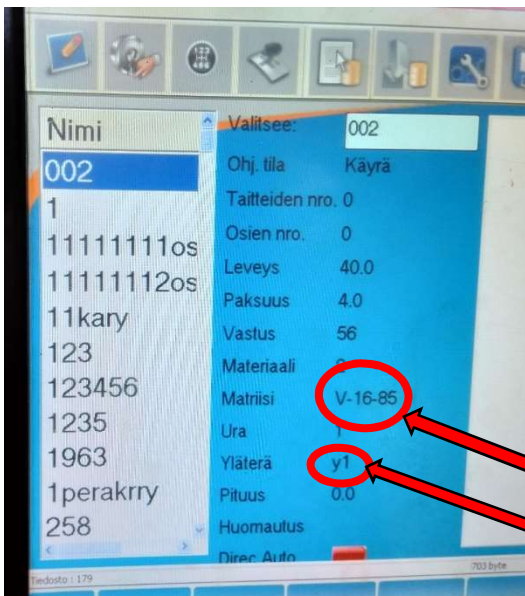 123
466
Nimi
002
1
11111111os
11111112os
11kary
123
123456
1235
1963
1perakrry
258
Valitsee: 002
Ohj. tila Käyrä
Taitteiden nro. 0
Osien nro. 0
Leveys 40.0
Paksuus 4.0
Vastus 56
Materiaali
Matriisi V-16-85
Ura
Yläterä y1
Pituus 0.0
Huomautus
Direc.Auto
Tiedosto : 179
703 byte